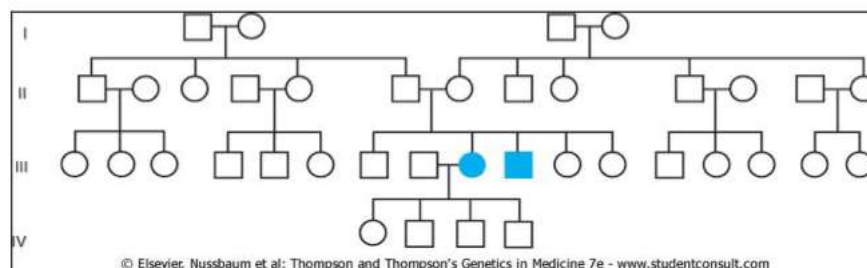 I
II
III
IV
© Elsevier. Nussbaum et al: Thompson and Thompson's Genetics in Medicine 7e - www.studentconsult.com